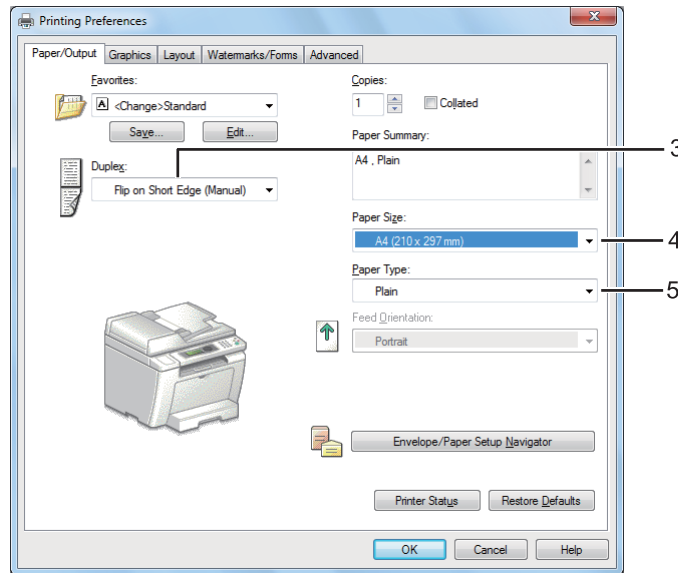 Printing Preferences
x
Paper/Output Graphics Layout Watermarks/Forms Advanced
Favorites:
A <Change>Standard
Save... Edit...
Duplex:
Flip on Short Edge (Manual)
Copies:
1 Collated
Paper Summary:
A4 , Plain
3
Paper Size:
A4 (210 x 297 mm)
4
Paper Type:
Plain
5
Feed Orientation:
Portrait
Envelope/Paper Setup Navigator
Printer Status Restore Defaults
OK Cancel Help